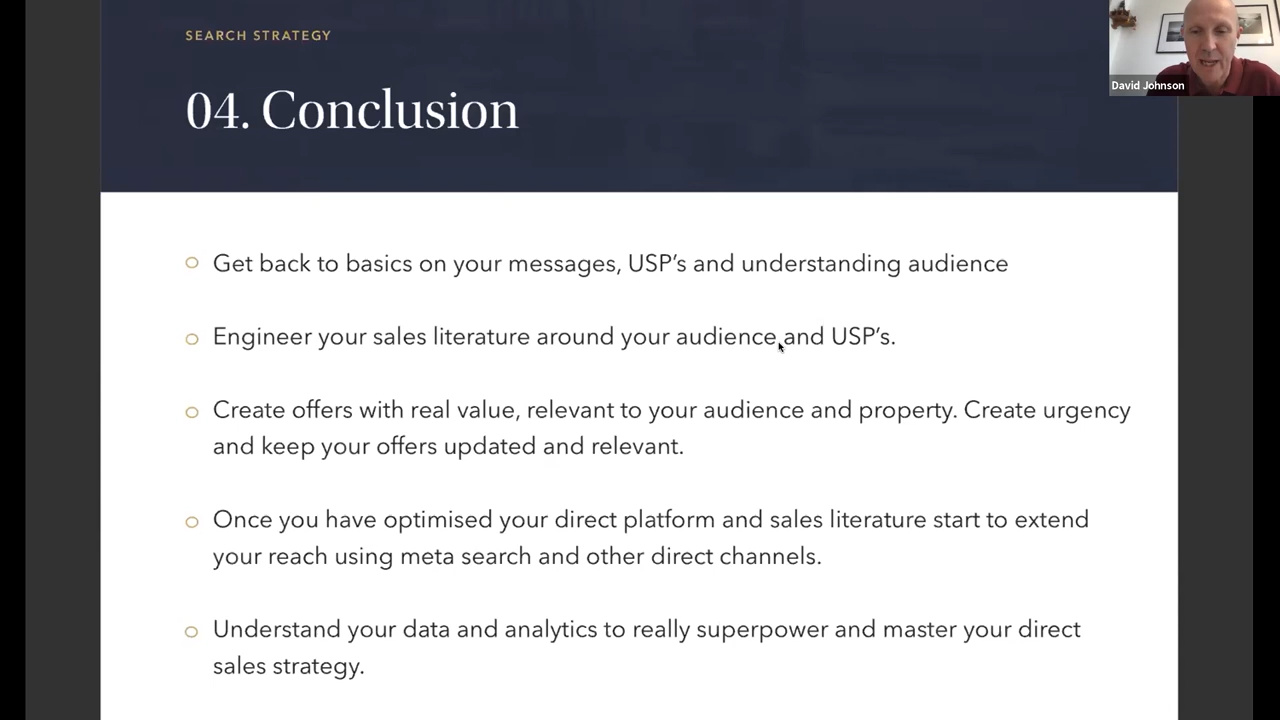 SEARCH STRATEGY
04. Conclusion
David Johnson
Get back to basics on your messages, USP’s and understanding audience
Engineer your sales literature around your audience and USP’s.
Create offers with real value, relevant to your audience and property. Create urgency
and keep your offers updated and relevant.
Once you have optimised your direct platform and sales literature start to extend
your reach using meta search and other direct channels.
Understand your data and analytics to really superpower and master your direct
sales strategy.